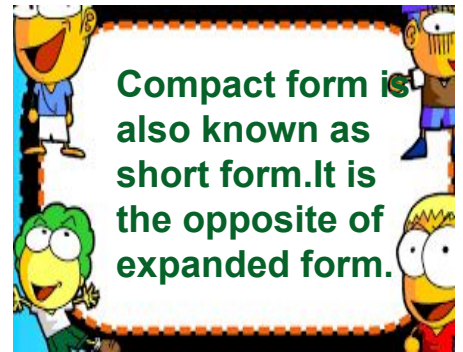 Compact form is
also known as
short form.It is
the opposite of
expanded form.